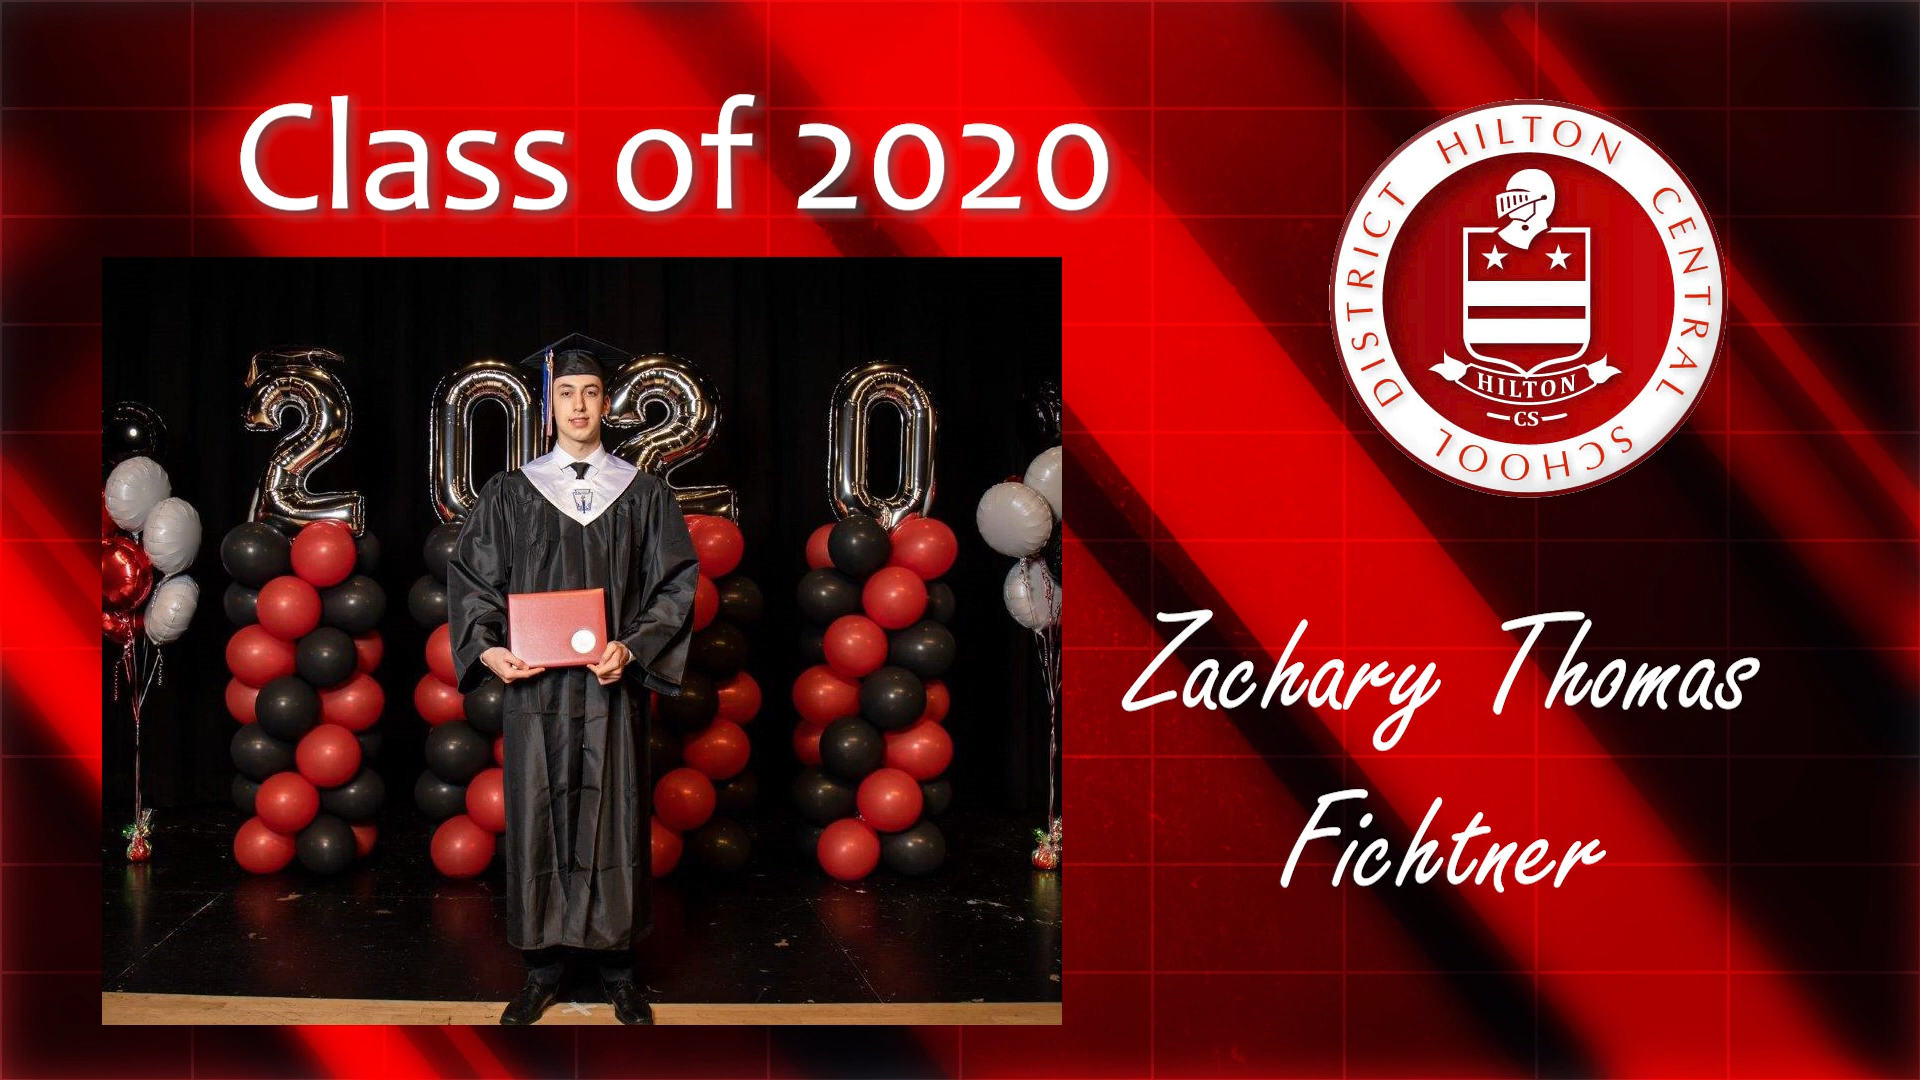 Class of 2020
HILTON CENTRAL SCHOOL DISTRICT
HILTON
CS
2020
Zachary Thomas
Fichtner